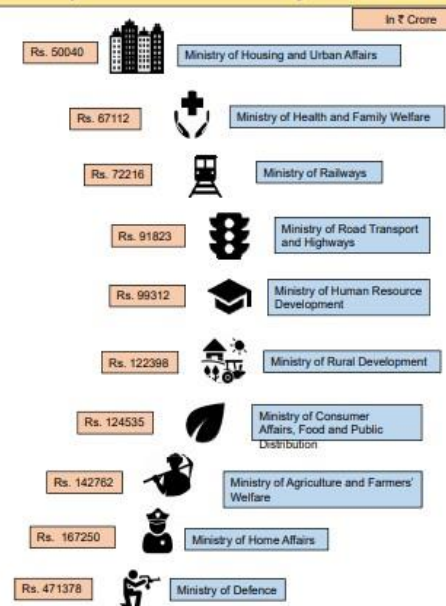 In ₹ Crore
Rs. 50040
Ministry of Housing and Urban Affairs
Rs. 67112
Ministry of Health and Family Welfare
Rs. 72216
Ministry of Railways
Rs. 91823
Ministry of Road Transport
and Highways
Rs. 99312
Ministry of Human Resource
Development
Rs. 122398
Ministry of Rural Development
Rs. 124535
Ministry of Consumer
Affairs, Food and Public
Distribution
Rs. 142762
Ministry of Agriculture and Farmers'
Welfare
Rs. 167250
Ministry of Home Affairs
Rs. 471378
Ministry of Defence